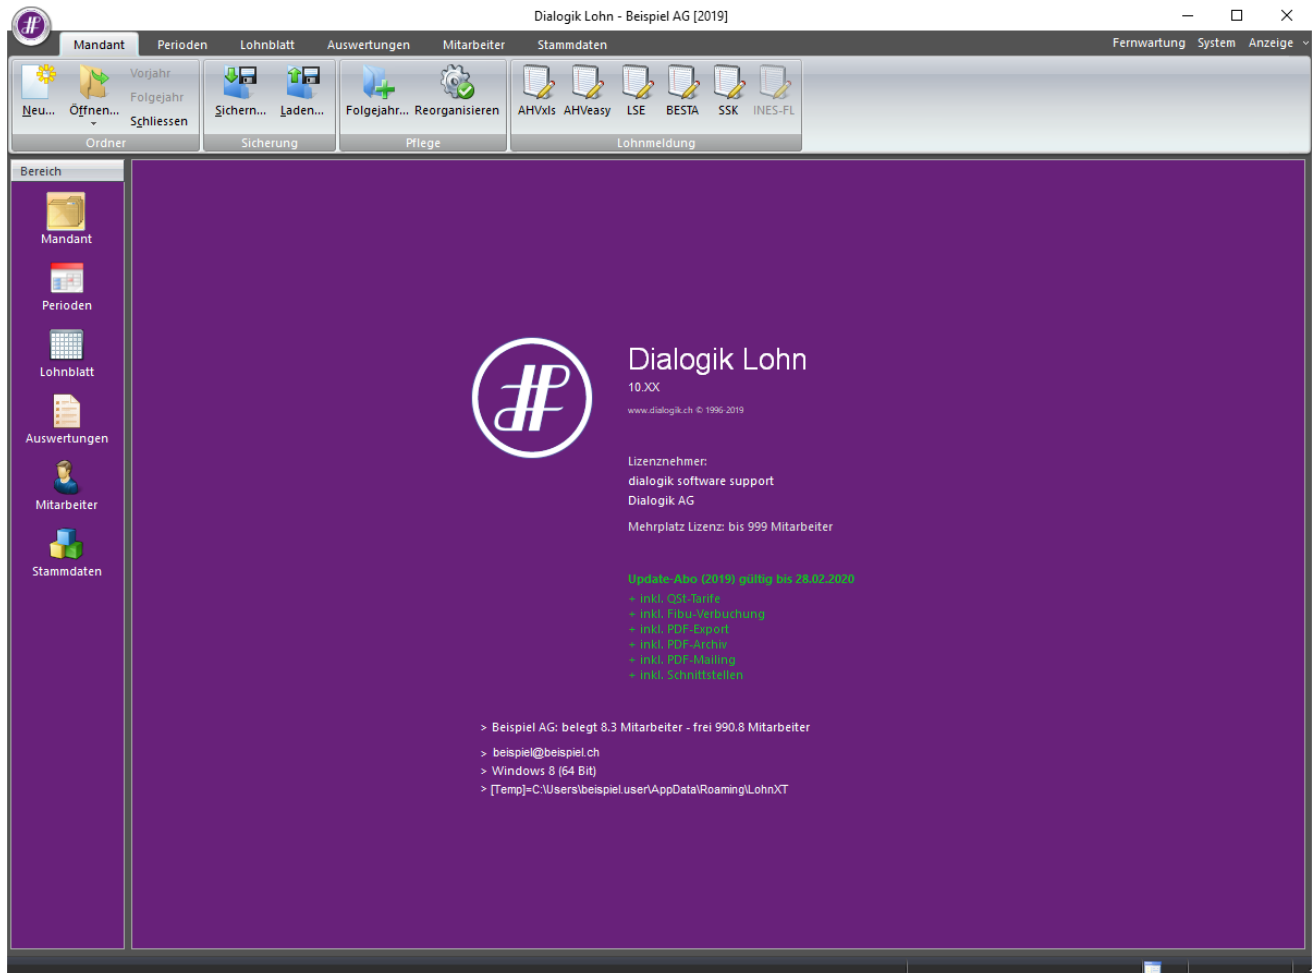 Dialogik Lohn - Beispiel AG [2019]
Mandant Perioden Lohnblatt Auswertungen Mitarbeiter Stammdaten Fernwartung System Anzeige
Neu... Öffnen... Vorjahr Folgejahr Schliessen Sichern... Laden... Folgejahr... Reorganisieren AHVxls AHVeasy LSE BESTA SSK INES-FL
Ordner Sicherung Pflege Lohnmeldung
Bereich
Mandant
Perioden
Lohnblatt
Auswertungen
Mitarbeiter
Stammdaten
Dialogik Lohn
10.XX
www.dialogik.ch © 1996-2019
Lizenznehmer:
dialogik software support
Dialogik AG
Mehrplatz Lizenz: bis 999 Mitarbeiter
Update-Abo (2019) gültig bis 28.02.2020
+ inkl. QSt-Tarife
+ inkl. Fibu-Verbuchung
+ inkl. PDF-Export
+ inkl. PDF-Archiv
+ inkl. PDF-Mailing
+ inkl. Schnittstellen
> Beispiel AG: belegt 8.3 Mitarbeiter - frei 990.8 Mitarbeiter
> beispiel@beispiel.ch
> Windows 8 (64 Bit)
> [Temp]=C:\Users\beispiel.user\AppData\Roaming\LohnXT